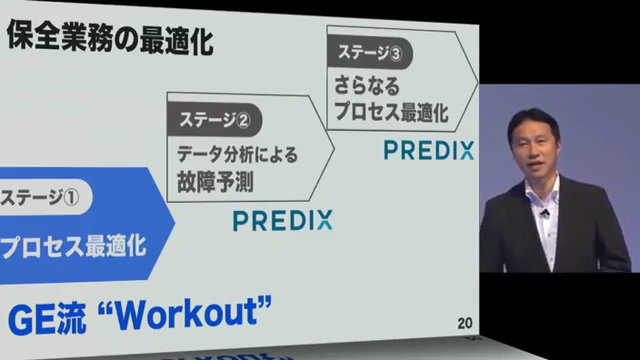 保全業務の最適化
ステージ③
さらなる
プロセス最適化
PREDIX
ステージ②
データ分析による
故障予測
PREDIX
ステージ①
プロセス最適化
GE流 “Workout”
20